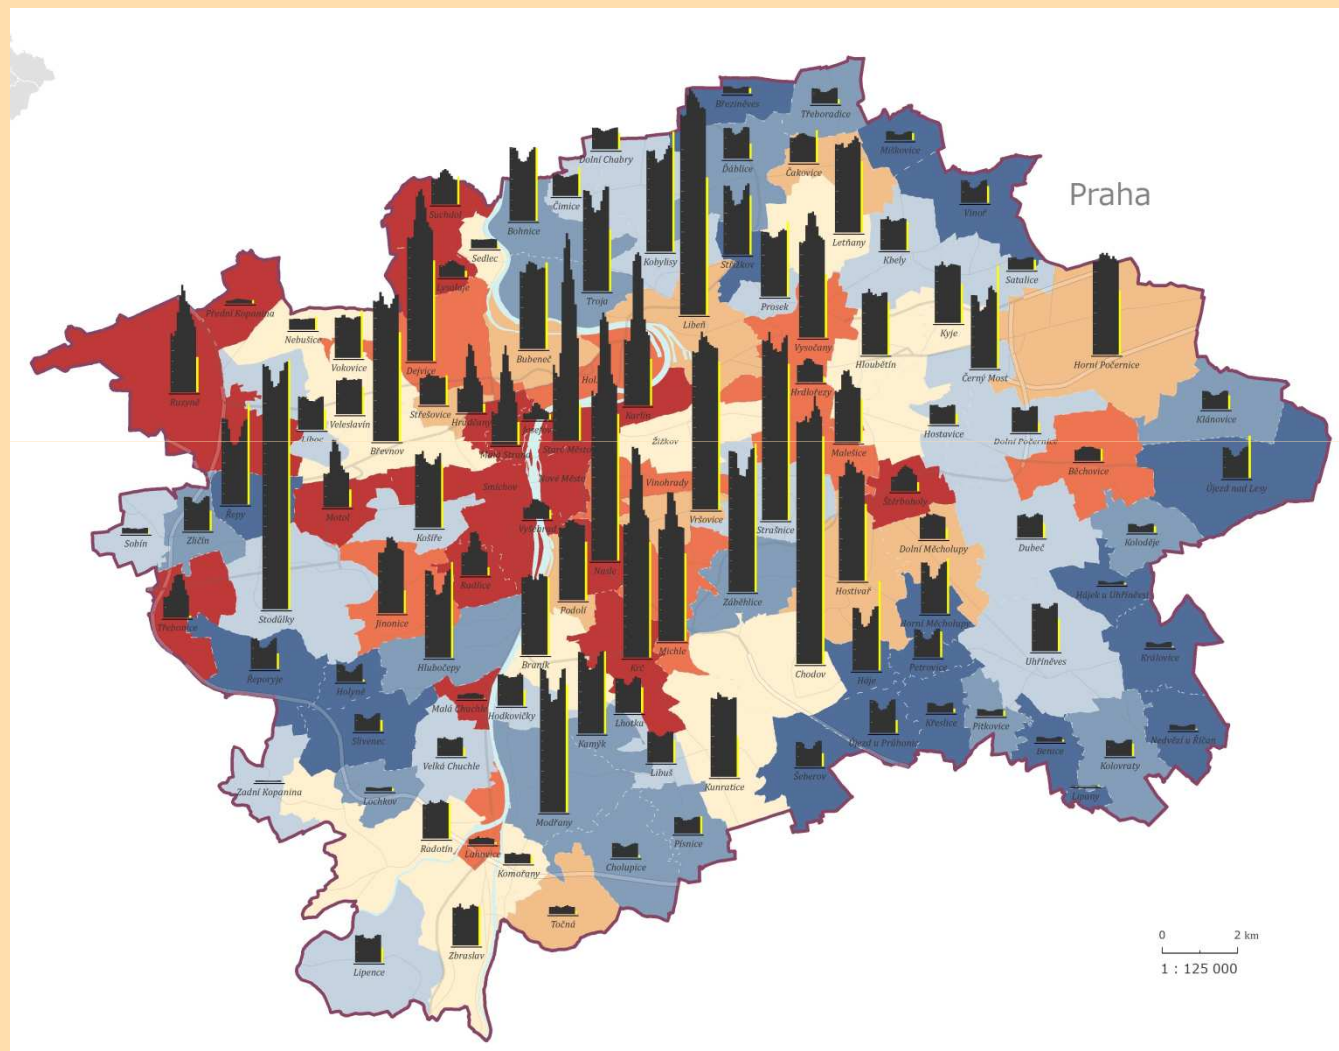 Praha
Březiněves
Třeboradice
Dolní Chabry
Ďáblice
Čakovice
Miškovice
Vinoř
Suchdol
Bohnice
Čimice
Sedlec
Kobylisy
Střížkov
Letňany
Kbely
Satalice
Lysolaje
Troja
Prosek
Přední Kopanina
Nebušice
Vokovice
Dejvice
Bubeneč
Libeň
Vysočany
Hloubětín
Kyje
Černý Most
Horní Počernice
Ruzyně
Liboc
Veleslavín
Břevnov
Střešovice
Hradčany
Malá Strana
Josefov
Staré Město
Karlín
Žižkov
Hrdlořezy
Malešice
Hostavice
Dolní Počernice
Klánovice
Běchovice
Újezd nad Lesy
Řepy
Motol
Smíchov
Nové Město
Vinohrady
Štěrboholy
Sobín
Zličín
Košíře
Vyšehrad
Vršovice
Strašnice
Dolní Měcholupy
Dubeč
Koloděje
Třebonice
Stodůlky
Jinonice
Radlice
Podolí
Nusle
Michle
Záběhlice
Hostivař
Hájek u Uhříněvsi
Horní Měcholupy
Řeporyje
Holyně
Hlubočepy
Braník
Krč
Chodov
Háje
Petrovice
Uhříněves
Královice
Malá Chuchle
Hodkovičky
Lhotka
Slivenec
Kamýk
Křeslice
Pitkovice
Újezd u Průhonic
Benice
Nedvězí u Říčan
Velká Chuchle
Libuš
Kunratice
Šeberov
Kolovraty
Zadní Kopanina
Lochkov
Lipany
Modřany
Radotín
Lahovice
Písnice
Cholupice
Komořany
Točná
Zbraslav
Lipence
0 2 km
1 : 125 000